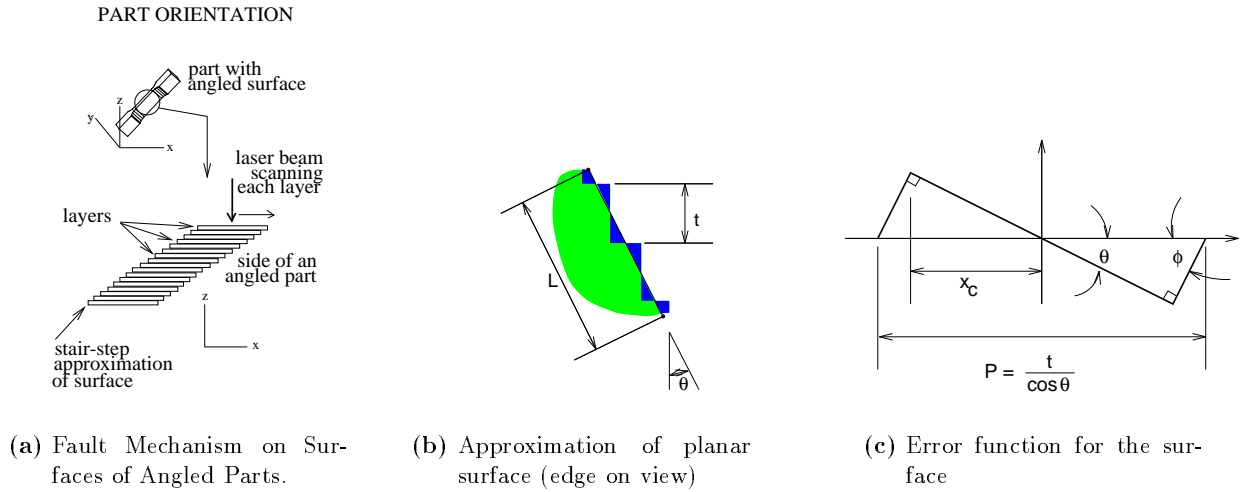 PART ORIENTATION
part with
angled surface
z
y
x
laser beam
scanning
each layer
layers
side of an
angled part
z
x
stair-step
approximation
of surface
t
L
θ
θ
ϕ
x_c
P = t / cos θ
(a) Fault Mechanism on Sur-
faces of Angled Parts.
(b) Approximation of planar
surface (edge on view)
(c) Error function for the sur-
face